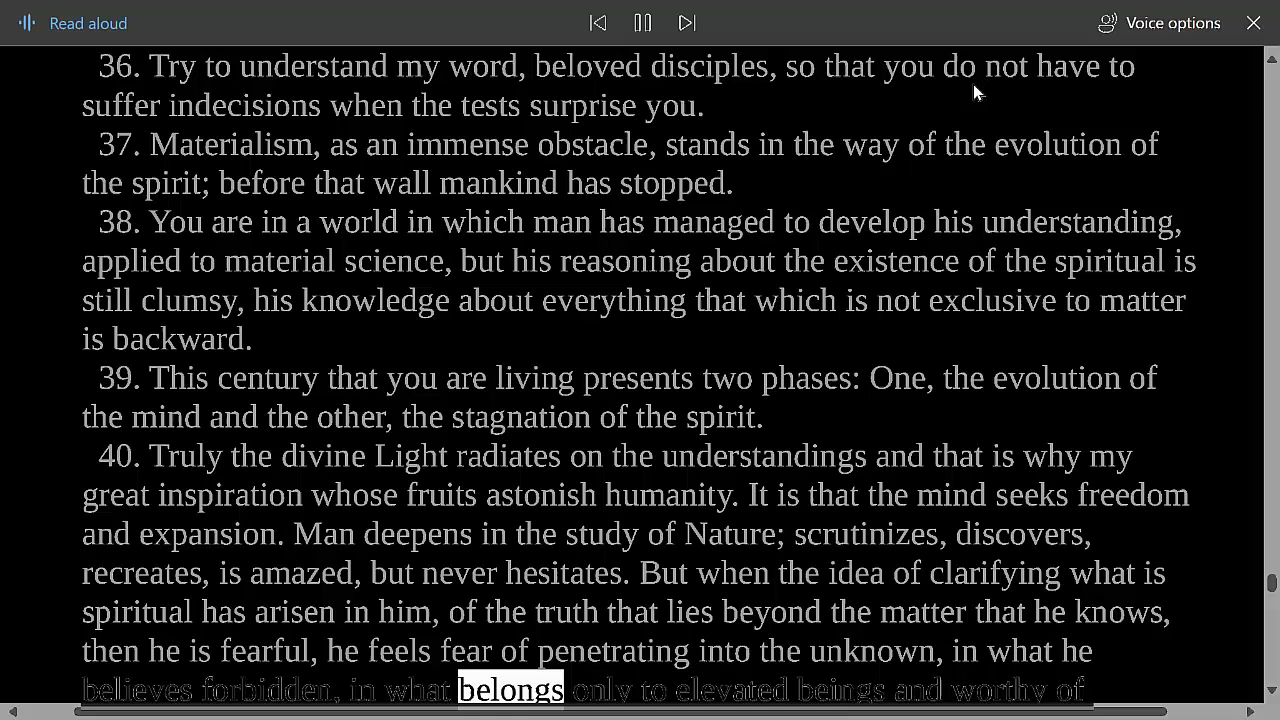 Read aloud
Voice options
36. Try to understand my word, beloved disciples, so that you do not have to
suffer indecisions when the tests surprise you.
37. Materialism, as an immense obstacle, stands in the way of the evolution of
the spirit; before that wall mankind has stopped.
38. You are in a world in which man has managed to develop his understanding,
applied to material science, but his reasoning about the existence of the spiritual is
still clumsy, his knowledge about everything that which is not exclusive to matter
is backward.
39. This century that you are living presents two phases: One, the evolution of
the mind and the other, the stagnation of the spirit.
40. Truly the divine Light radiates on the understandings and that is why my
great inspiration whose fruits astonish humanity. It is that the mind seeks freedom
and expansion. Man deepens in the study of Nature; scrutinizes, discovers,
recreates, is amazed, but never hesitates. But when the idea of clarifying what is
spiritual has arisen in him, of the truth that lies beyond the matter that he knows,
then he is fearful, he feels fear of penetrating into the unknown, in what he
believes forbidden, in what belongs only to elevated beings and worthy of